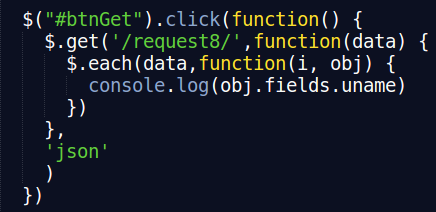 $("#btnGet").click(function() {
  $.get('/request8/',function(data) {
    $.each(data,function(i, obj) {
      console.log(obj.fields.uname)
    })
  },
  'json'
  )
})